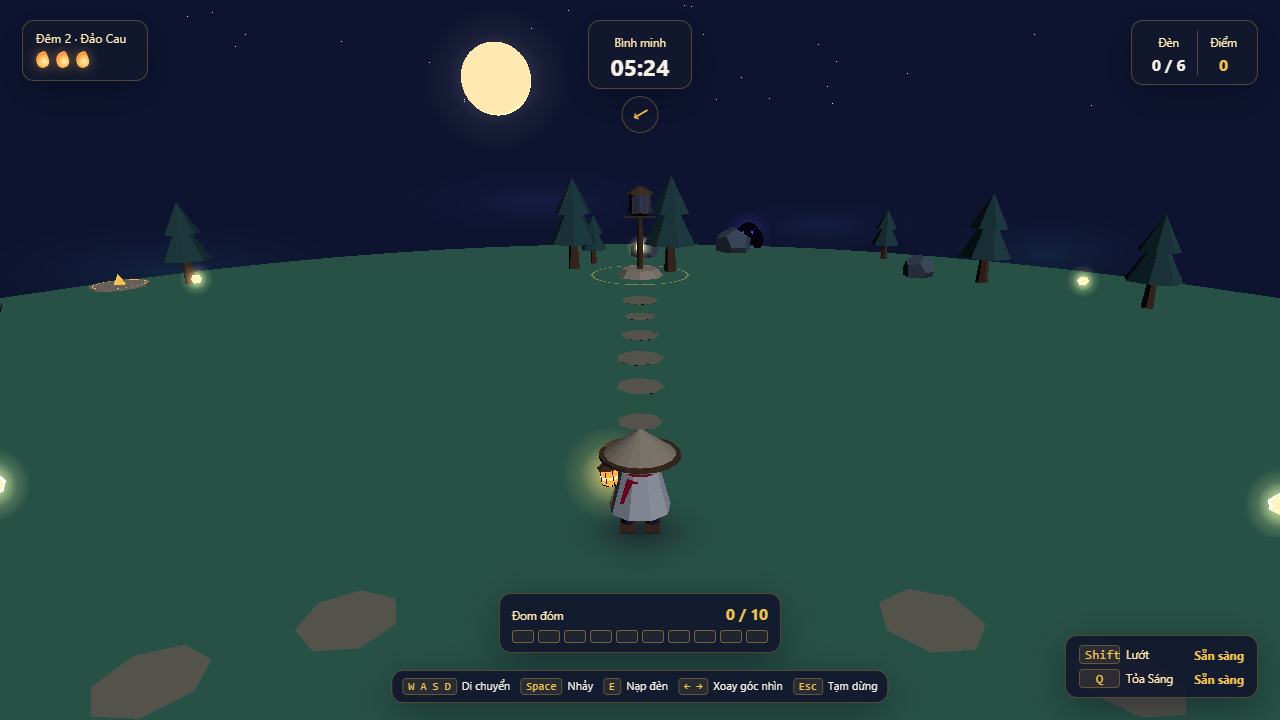 Đêm 2 · Đảo Cau
Bình minh
05:24
Đèn
0 / 6
Điểm
0
Đom đóm
0 / 10
W A S D Di chuyển Space Nhảy E Nạp đèn ← → Xoay góc nhìn Esc Tạm dừng
Shift Lướt Sẵn sàng
Q Tỏa Sáng Sẵn sàng